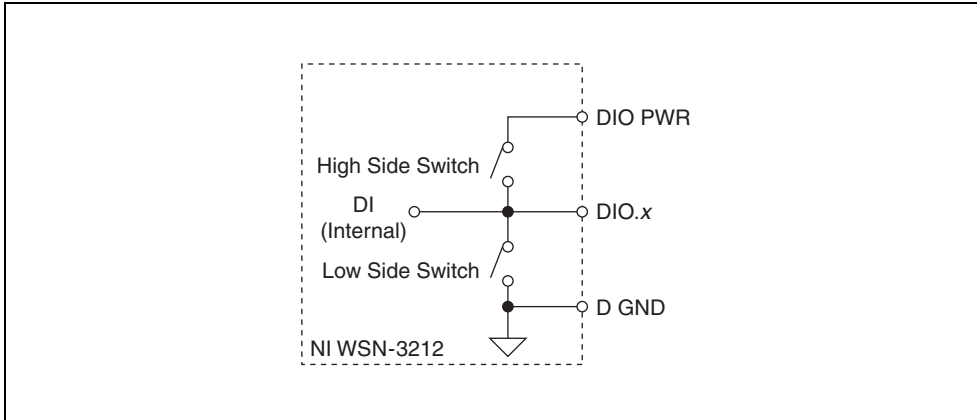 DIO PWR
High Side Switch
DI
(Internal)
DIO.x
Low Side Switch
D GND
NI WSN-3212